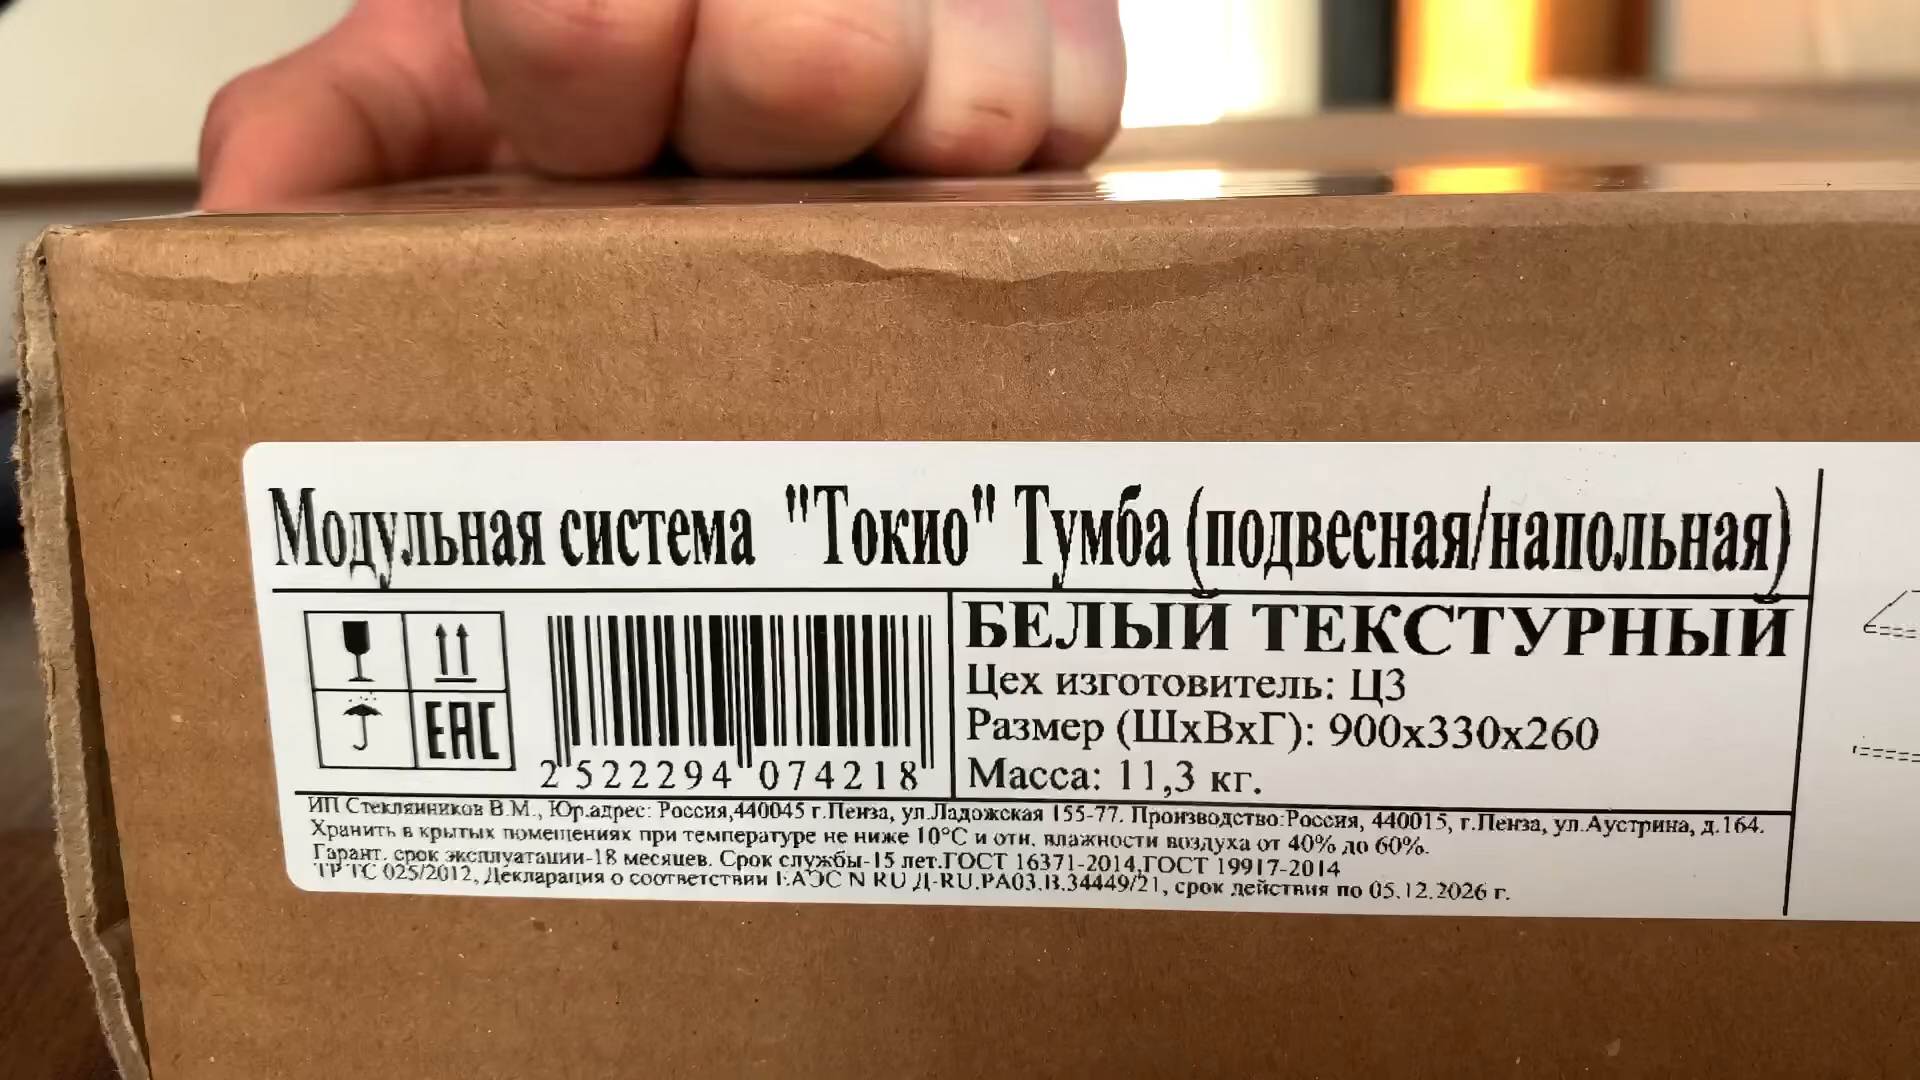 Модульная система "Токио" Тумба (подвесная/напольная)
EAC
2 522294 074218
БЕЛЫЙ ТЕКСТУРНЫЙ
Цех изготовитель: Ц3
Размер (ШхВхГ): 900х330х260
Масса: 11,3 кг.
ИП Стеклянников В.М., Юр.адрес: Россия,440045 г.Пенза, ул.Ладожская 155-77. Производство:Россия, 440015, г.Пенза, ул.Аустрина, д.164.
Хранить в крытых помещениях при температуре не ниже 10°С и отн. влажности воздуха от 40% до 60%.
Гарант. срок эксплуатации-18 месяцев. Срок службы-15 лет.ГОСТ 16371-2014,ГОСТ 19917-2014
ТР ТС 025/2012, Декларация о соответствии ЕАЭС N RU Д-RU.РА03.В.34449/21, срок действия по 05.12.2026 г.